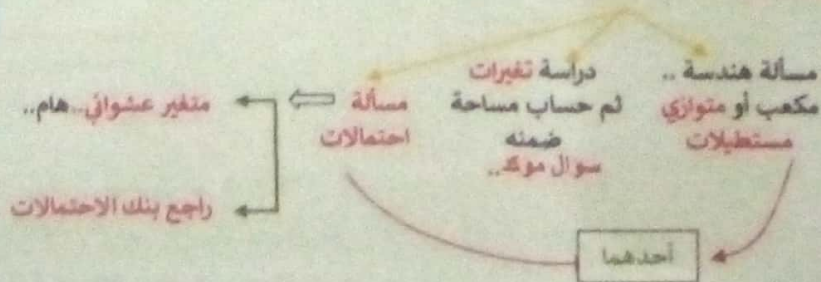 مسألة هندسة ..
مكعب أو متوازي
مستطيلات
دراسة تغيرات
ثم حساب مساحة
ضمنه
سوال موكد..
مسألة
احتمالات
متغير عشوائي..هام..
راجع بنك الاحتمالات
أحدهما